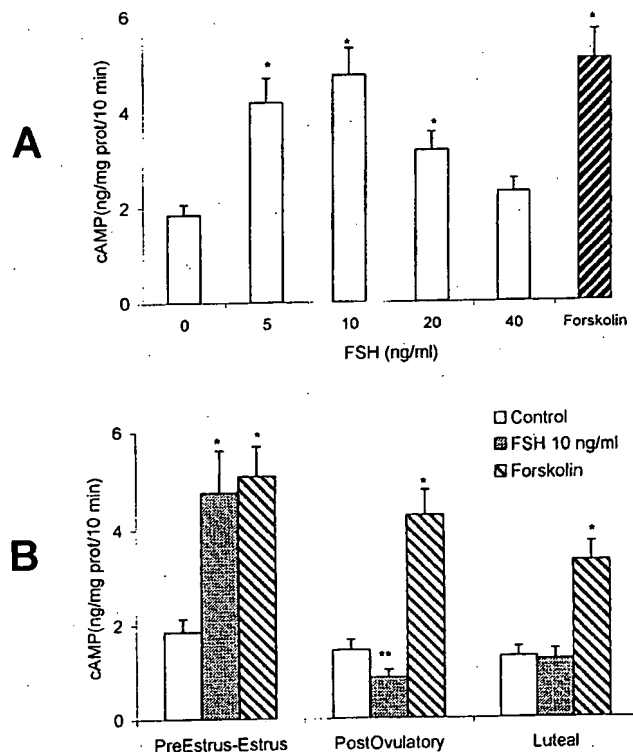 A
cAMP(ng/mg prot/10 min)
6
4
2
0
*
*
*
*
0 5 10 20 40 Forskolin
FSH (ng/ml)
B
cAMP(ng/mg prot/10 min)
6
4
2
0
Control
FSH 10 ng/ml
Forskolin
* *
** *
*
PreEstrus-Estrus PostOvulatory Luteal